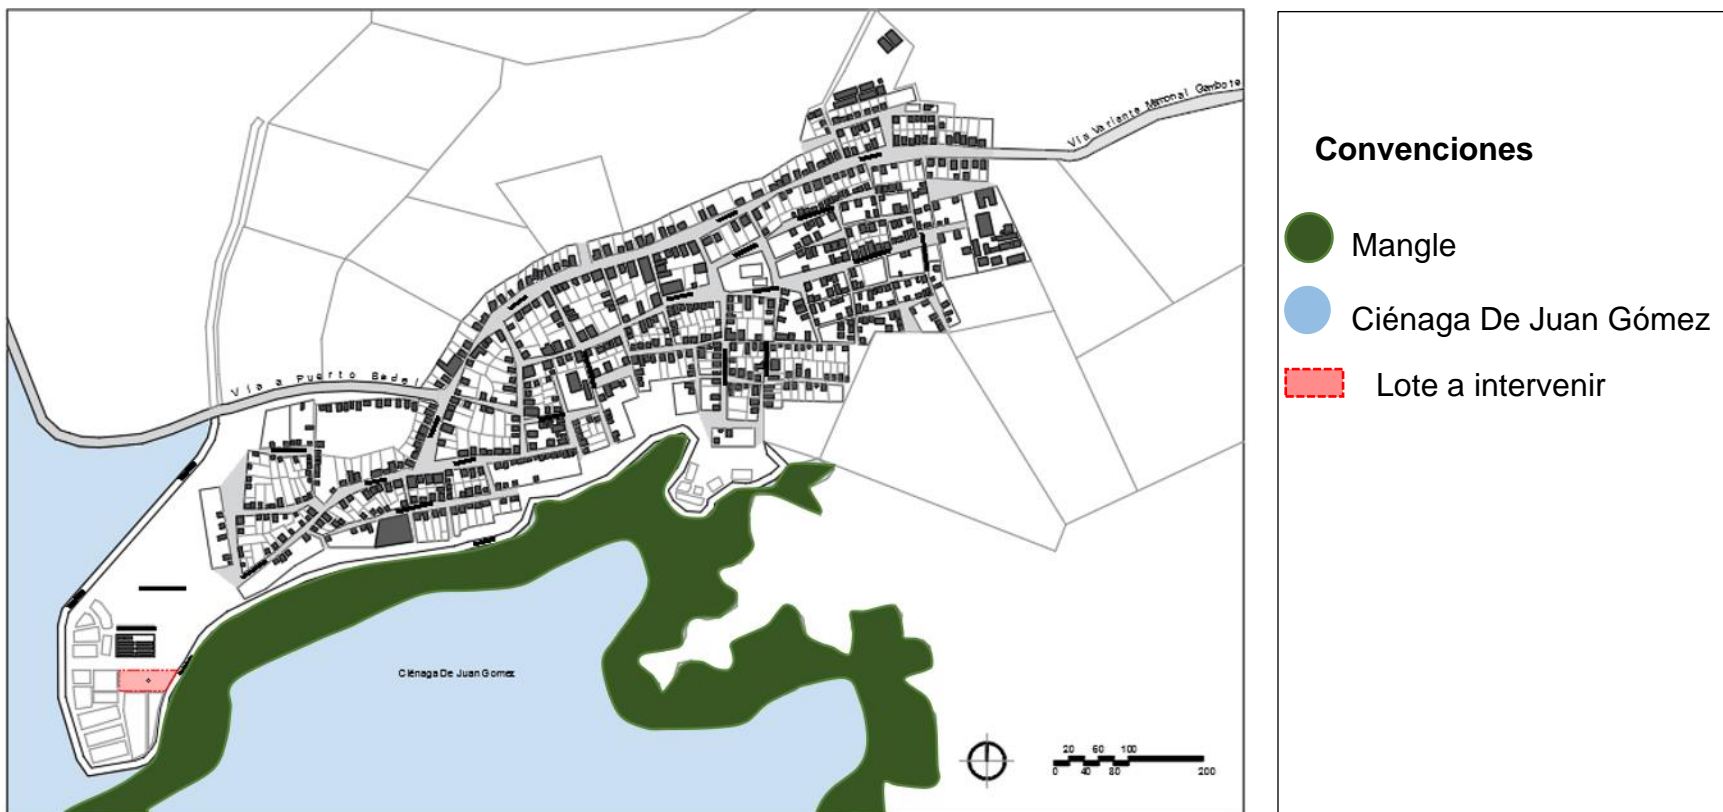 Vía Variante Mamonal Gambote
Vía a Puerto Badel
Ciénaga De Juan Gomez
20 60 100
0 40 80 200
Convenciones
Mangle
Ciénaga De Juan Gómez
Lote a intervenir